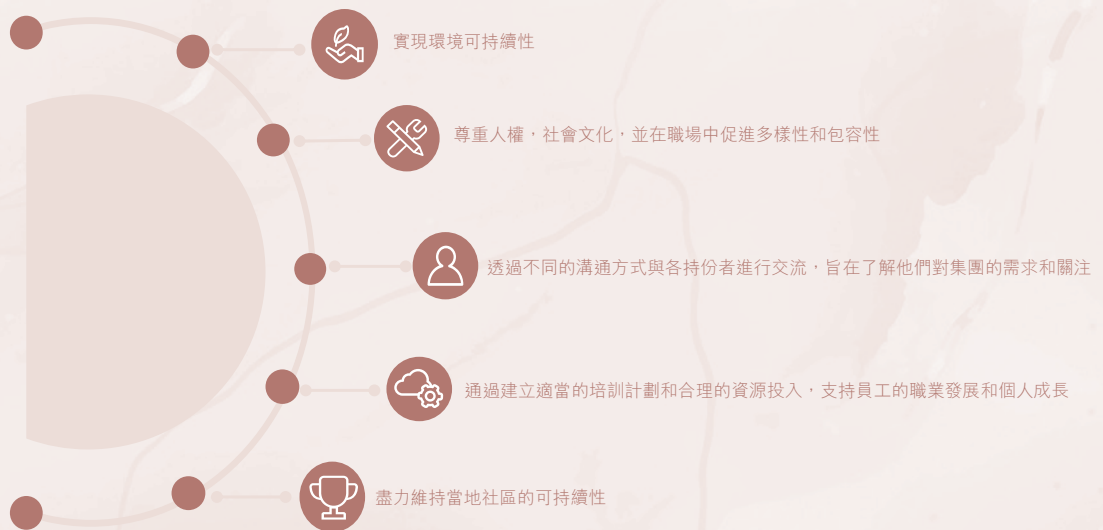 實現環境可持續性
尊重人權，社會文化，並在職場中促進多樣性和包容性
透過不同的溝通方式與各持份者進行交流，旨在了解他們對集團的需求和關注
通過建立適當的培訓計劃和合理的資源投入，支持員工的職業發展和個人成長
盡力維持當地社區的可持續性